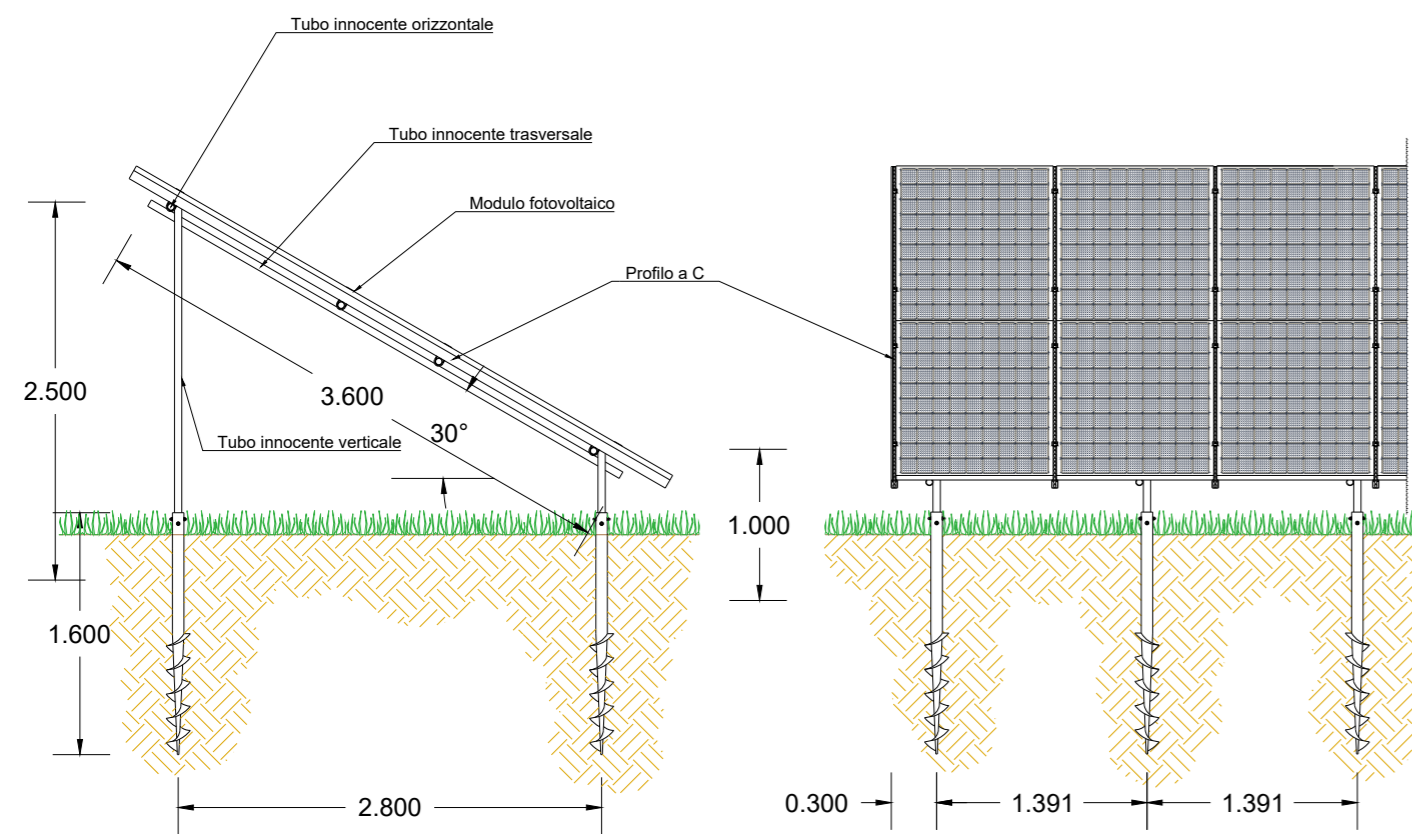 Tubo innocente orizzontale
Tubo innocente trasversale
Modulo fotovoltaico
Profilo a C
2.500
3.600
30°
Tubo innocente verticale
1.000
1.600
2.800
0.300
1.391
1.391